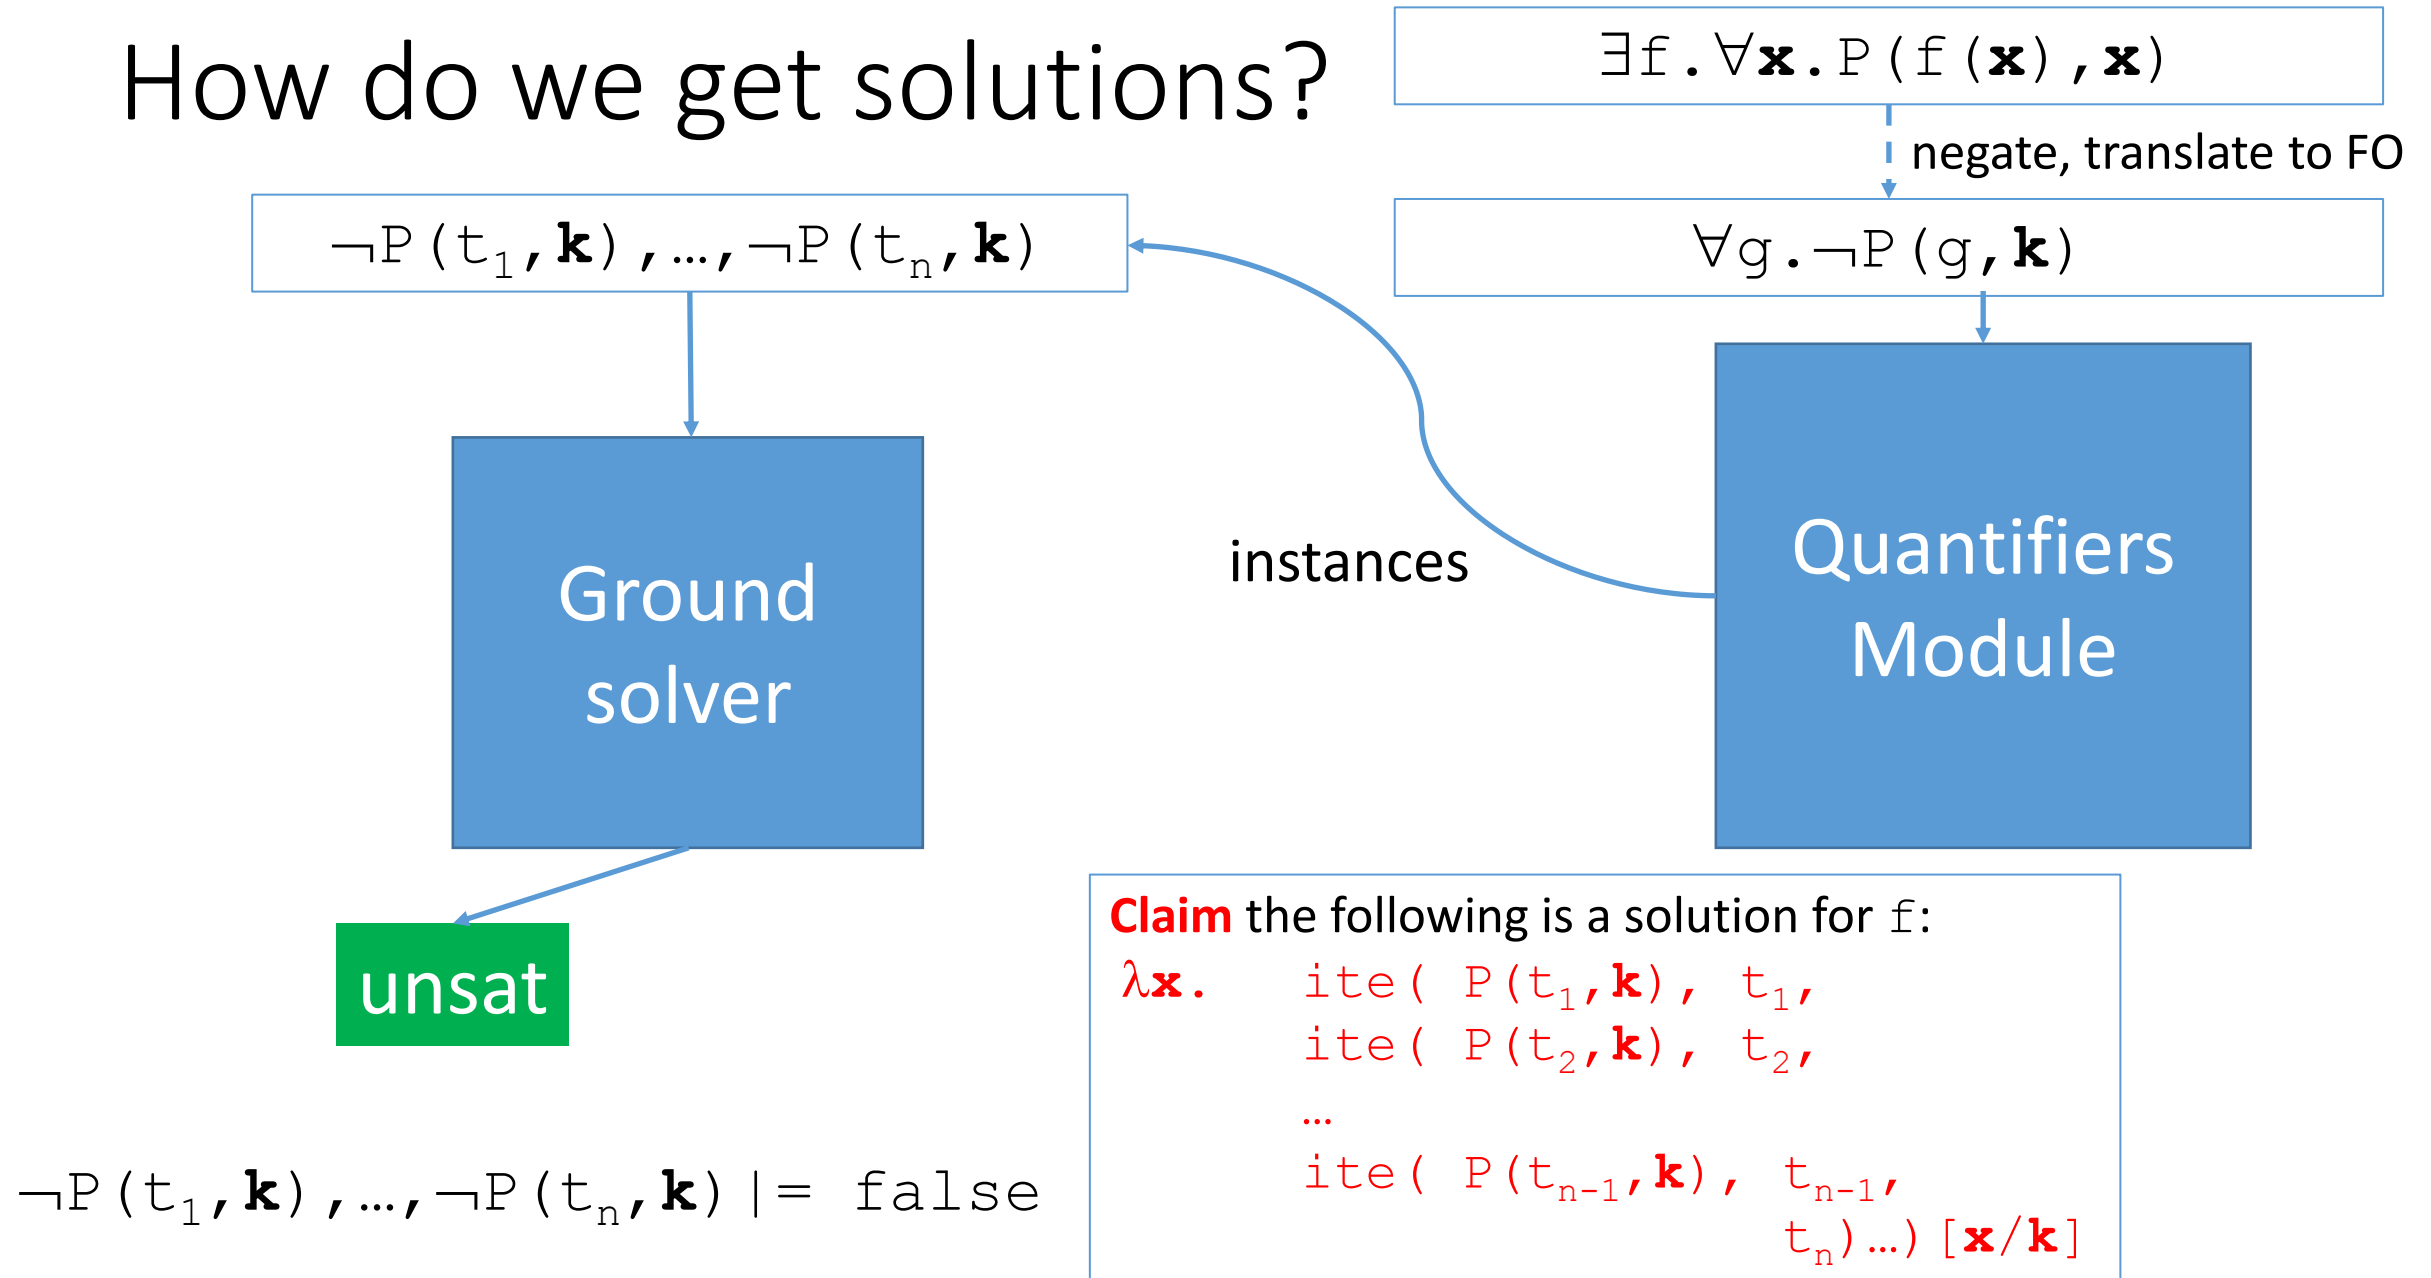 How do we get solutions?
∃f.∀x.P(f(x),x)
negate, translate to FO
¬P(t₁,k),…,¬P(tₙ,k)
∀g.¬P(g,k)
instances
Ground
solver
Quantifiers
Module
unsat
¬P(t₁,k),…,¬P(tₙ,k)|= false
Claim the following is a solution for f:
λx. ite( P(t₁,k), t₁,
ite( P(t₂,k), t₂,
…
ite( P(tₙ₋₁,k), tₙ₋₁,
tₙ)…)[x/k]